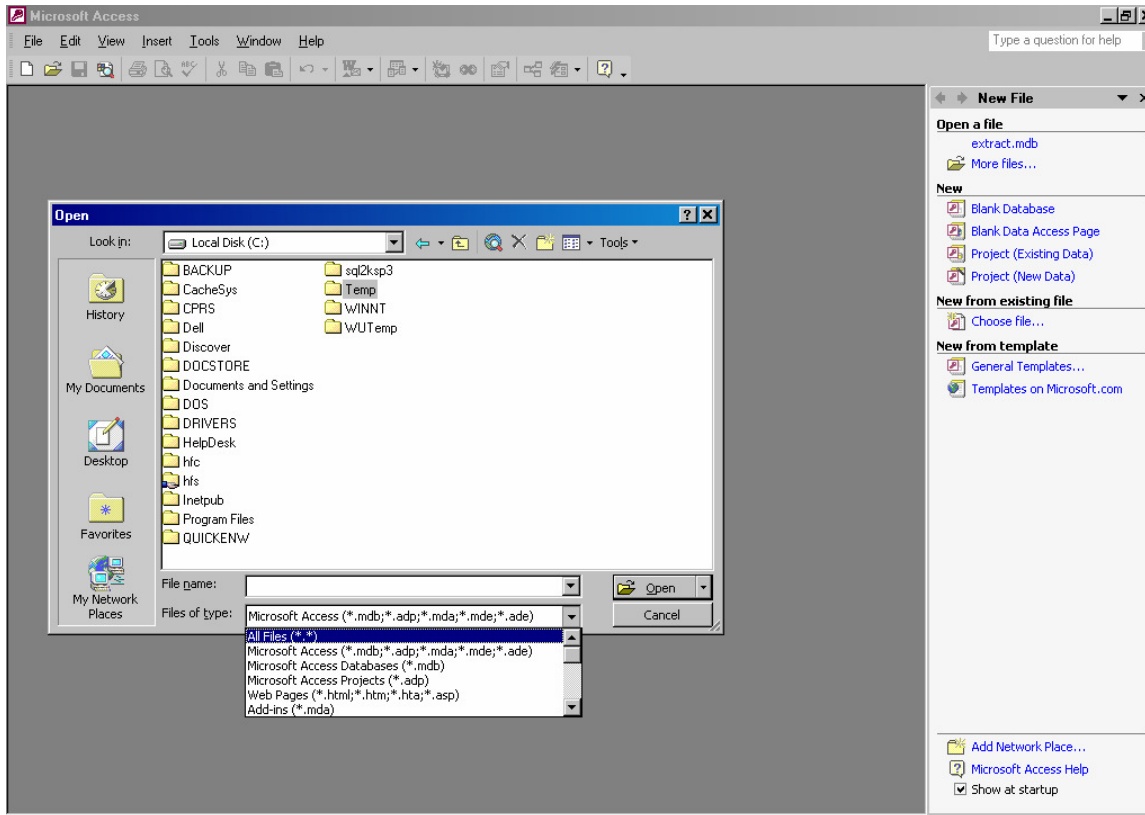 Microsoft Access
File Edit View Insert Tools Window Help
Type a question for help
New File
Open a file
extract.mdb
More files...
New
Blank Database
Blank Data Access Page
Project (Existing Data)
Project (New Data)
New from existing file
Choose file...
New from template
General Templates...
Templates on Microsoft.com
Open
Look in: Local Disk (C:) Tools
History
My Documents
Desktop
Favorites
My Network
Places
BACKUP
CacheSys
CPRS
Dell
Discover
DOCSTORE
Documents and Settings
DOS
DRIVERS
HelpDesk
hfc
hfs
Inetpub
Program Files
QUICKENW
sql2ksp3
Temp
WINNT
WUTemp
File name: Open
Files of type: Microsoft Access (*.mdb;*.adp;*.mda;*.mde;*.ade) Cancel
All Files (*.*)
Microsoft Access (*.mdb;*.adp;*.mda;*.mde;*.ade)
Microsoft Access Databases (*.mdb)
Microsoft Access Projects (*.adp)
Web Pages (*.html;*.htm;*.hta;*.asp)
Add-ins (*.mda)
Add Network Place...
Microsoft Access Help
Show at startup